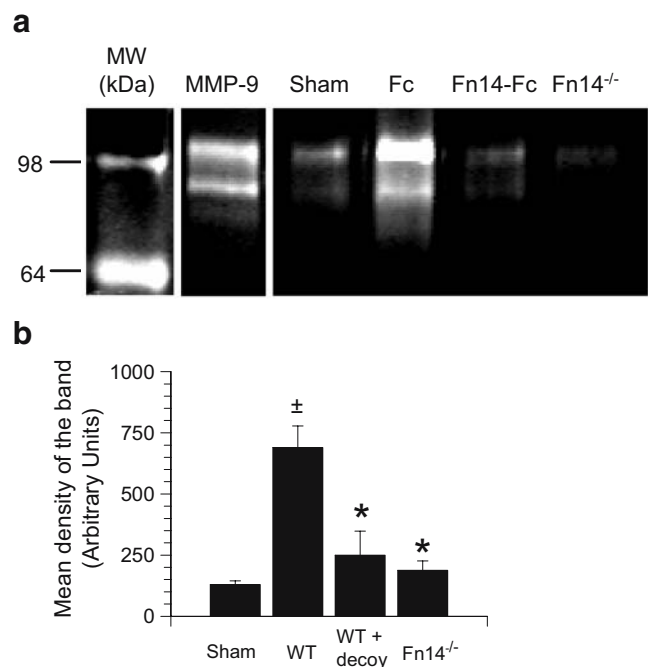 a
MW
(kDa) MMP-9 Sham Fc Fn14-Fc Fn14-/-
98
64
b
Mean density of the band
(Arbitrary Units)
1000
750
500
250
0
±
*
*
Sham WT WT +
decoy Fn14-/-